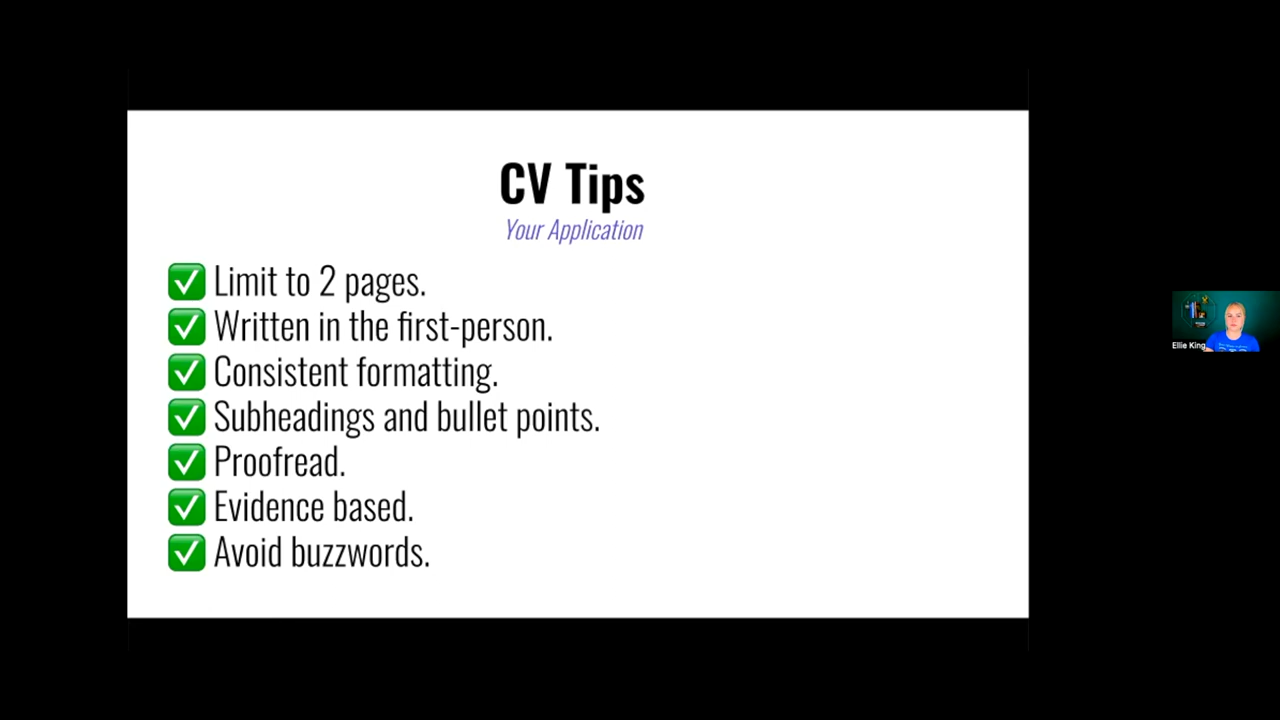 CV Tips
Your Application
✅ Limit to 2 pages.
✅ Written in the first-person.
✅ Consistent formatting.
✅ Subheadings and bullet points.
✅ Proofread.
✅ Evidence based.
✅ Avoid buzzwords.
Ellie King